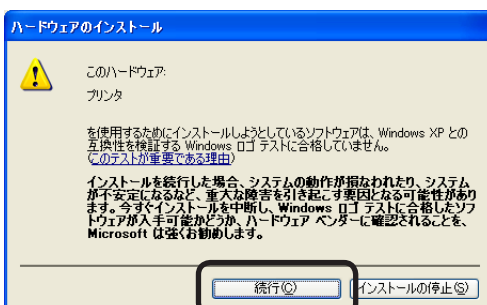 ハードウェアのインストール
このハードウェア:
プリンタ
を使用するためにインストールしようとしているソフトウェアは、Windows XP との
互換性を検証する Windows ロゴ テストに合格していません。
(このテストが重要である理由)
インストールを続行した場合、システムの動作が損なわれたり、システム
が不安定になるなど、重大な障害を引き起こす要因となる可能性があり
ます。今すぐインストールを中断し、Windows ロゴ テストに合格したソフ
トウェアが入手可能かどうか、ハードウェア ベンダーに確認されることを、
Microsoft は強くお勧めします。
続行(C)
インストールの停止(S)